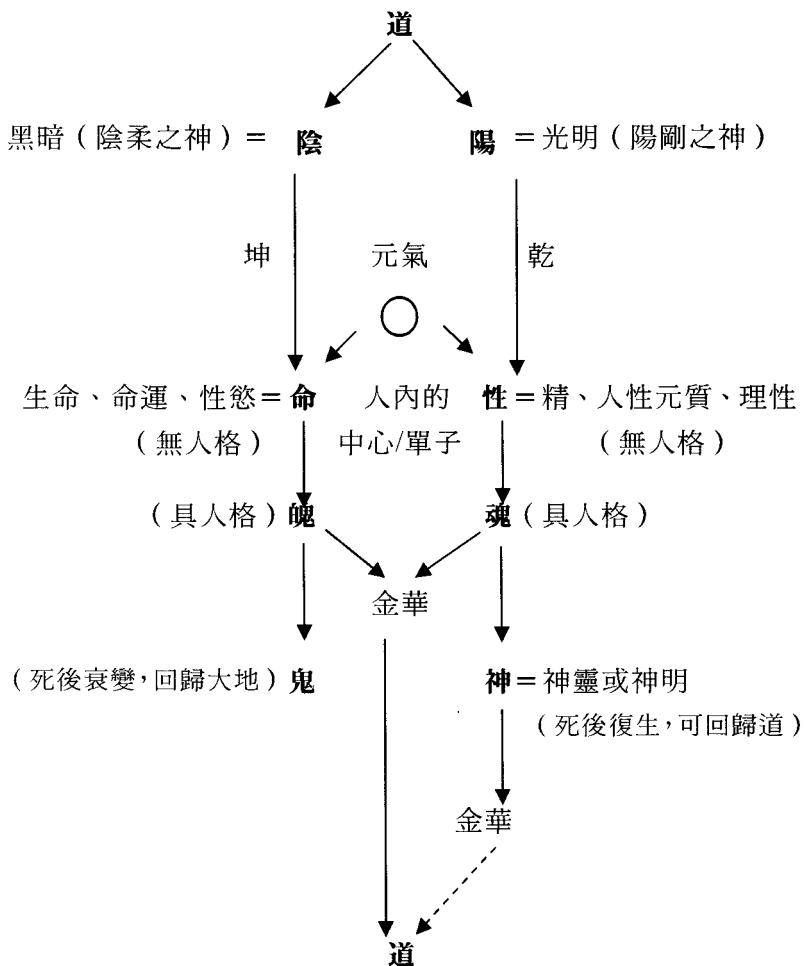 道
黑暗（陰柔之神）＝ 陰 陽 ＝光明（陽剛之神）
坤 元氣 乾
生命、命運、性慾＝命 人內的 性＝精、人性元質、理性
（無人格） 中心/單子 （無人格）
（具人格）魄 魂（具人格）
金華
（死後衰變，回歸大地）鬼 神＝神靈或神明
（死後復生，可回歸道）
金華
道